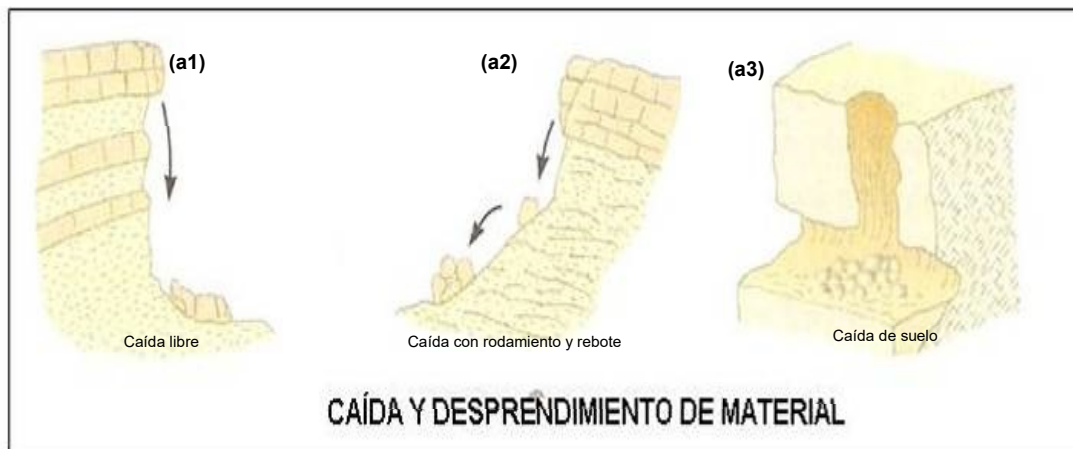 (a1)
(a2)
(a3)
Caída libre
Caída con rodamiento y rebote
Caída de suelo
CAÍDA Y DESPRENDIMIENTO DE MATERIAL